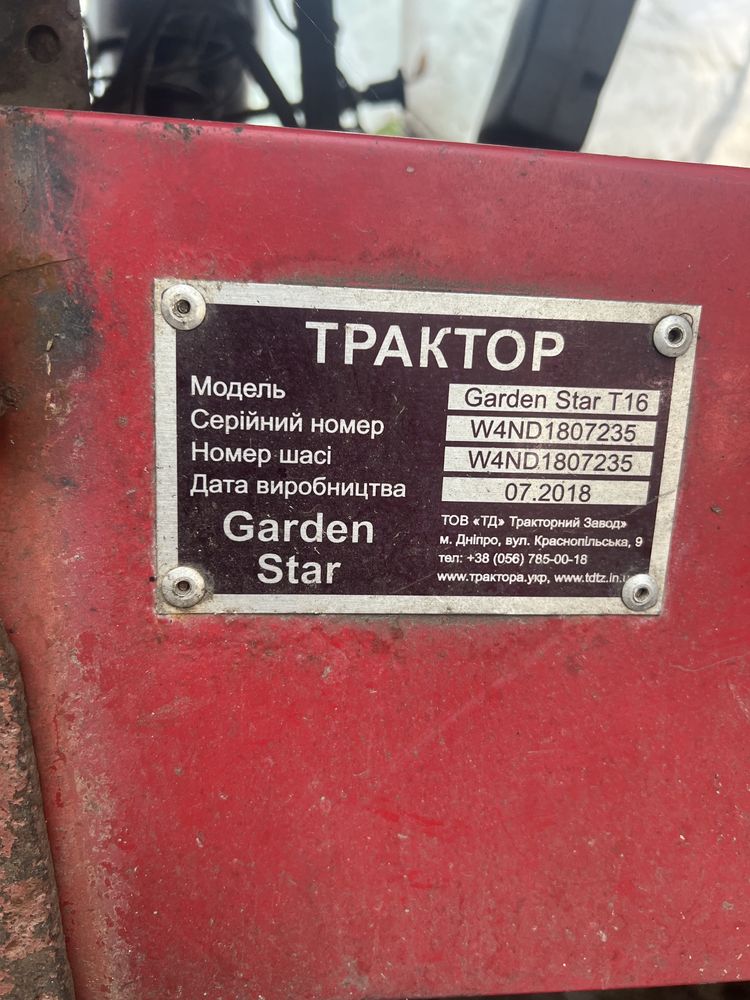 ТРАКТОР
Модель Garden Star T16
Серійний номер W4ND1807235
Номер шасі W4ND1807235
Дата виробництва 07.2018
Garden
Star
ТОВ «ТД» Тракторний Завод»
м. Дніпро, вул. Краснопільська, 9
тел: +38 (056) 785-00-18
www.трактора.укр, www.tdtz.in.u